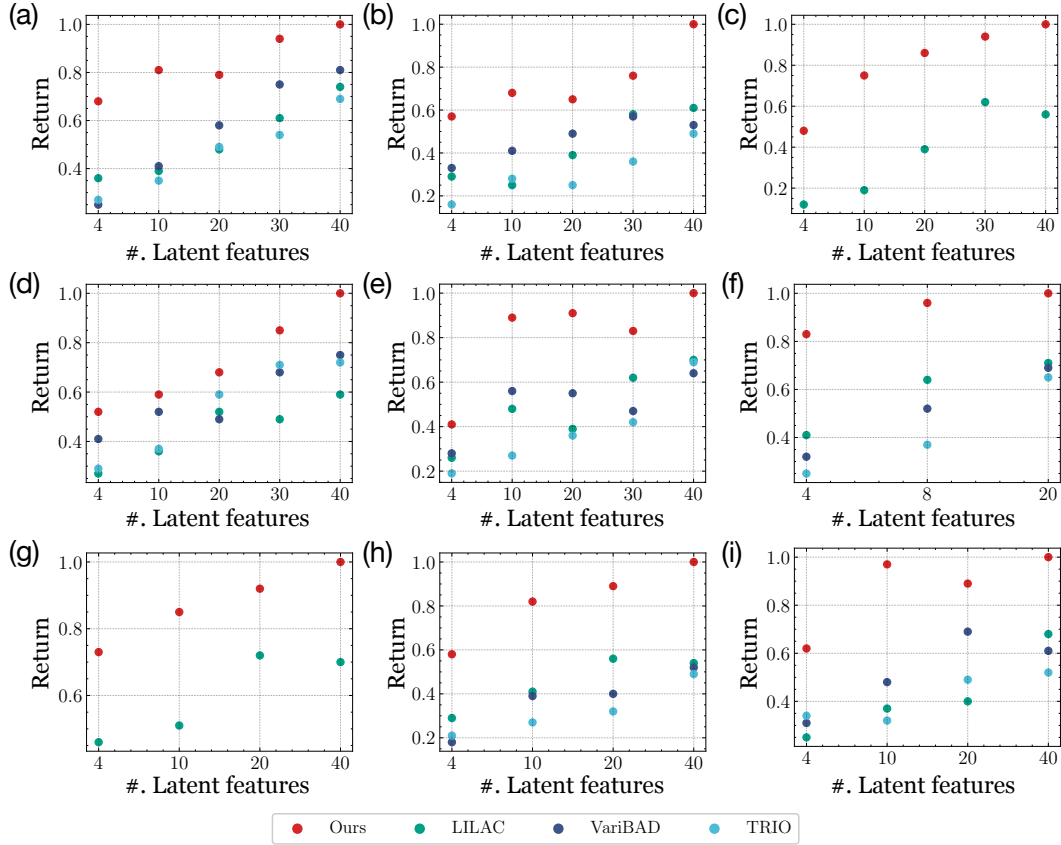 (a) (b) (c)
1.0 0.8 0.6 0.4
Return
4 10 20 30 40
#. Latent features
1.0 0.8 0.6 0.4 0.2
Return
4 10 20 30 40
#. Latent features
1.0 0.8 0.6 0.4 0.2
Return
4 10 20 30 40
#. Latent features
(d) (e) (f)
1.0 0.8 0.6 0.4
Return
4 10 20 30 40
#. Latent features
1.0 0.8 0.6 0.4 0.2
Return
4 10 20 30 40
#. Latent features
1.0 0.8 0.6 0.4
Return
4 8 20
#. Latent features
(g) (h) (i)
1.0 0.8 0.6
Return
4 10 20 40
#. Latent features
1.0 0.8 0.6 0.4 0.2
Return
4 10 20 40
#. Latent features
1.0 0.8 0.6 0.4
Return
4 10 20 40
#. Latent features
Ours LILAC VariBAD TRIO